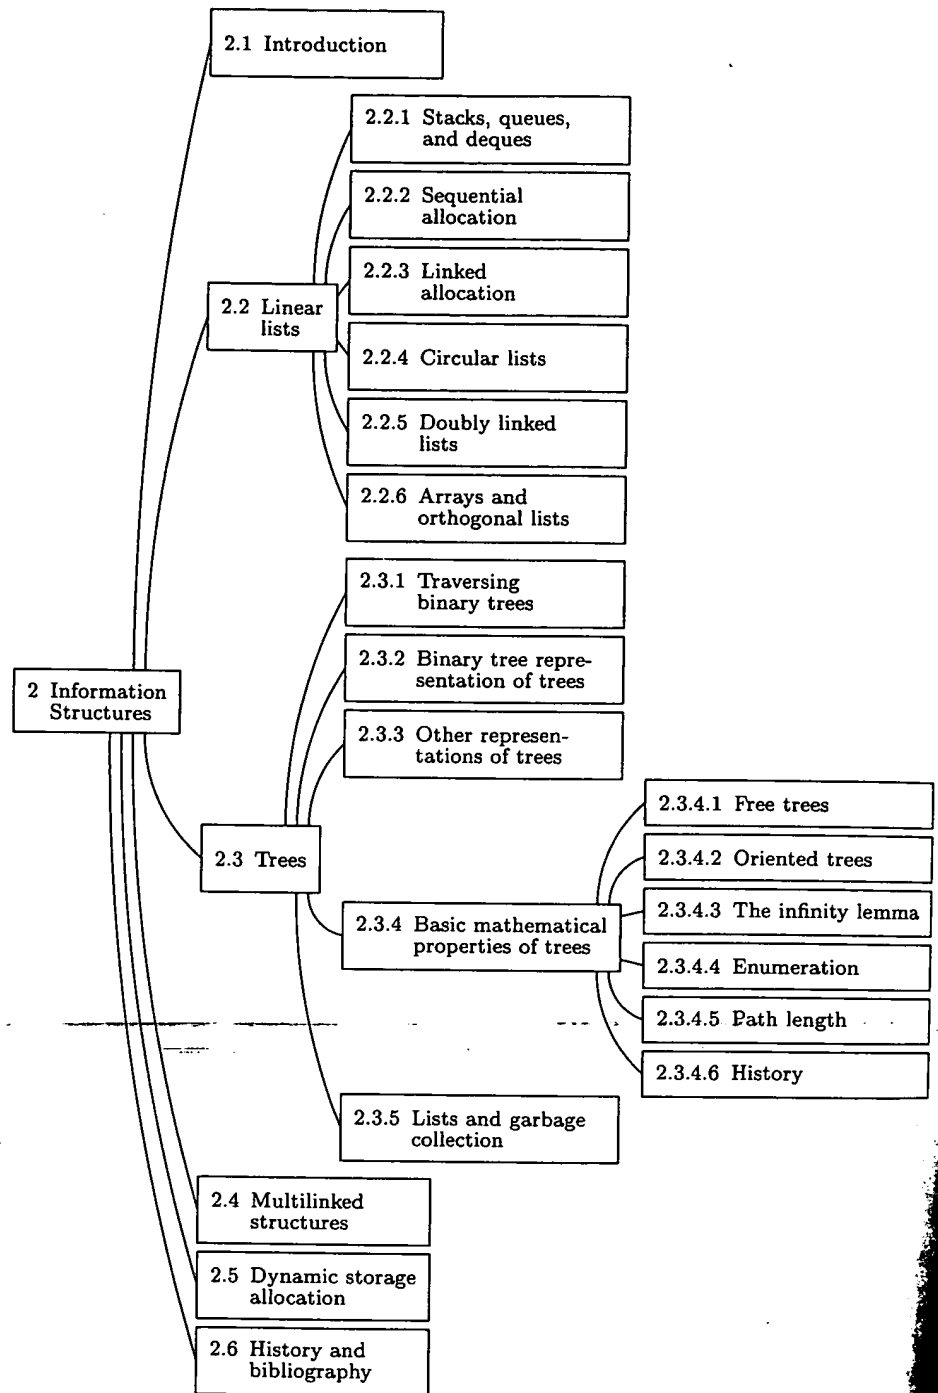 2.1 Introduction
2.2.1 Stacks, queues,
and deques
2.2.2 Sequential
allocation
2.2.3 Linked
allocation
2.2 Linear
lists
2.2.4 Circular lists
2.2.5 Doubly linked
lists
2.2.6 Arrays and
orthogonal lists
2.3.1 Traversing
binary trees
2.3.2 Binary tree repre-
sentation of trees
2 Information
Structures
2.3.3 Other represen-
tations of trees
2.3.4.1 Free trees
2.3 Trees
2.3.4.2 Oriented trees
2.3.4.3 The infinity lemma
2.3.4 Basic mathematical
properties of trees
2.3.4.4 Enumeration
2.3.4.5 Path length
2.3.4.6 History
2.3.5 Lists and garbage
collection
2.4 Multilinked
structures
2.5 Dynamic storage
allocation
2.6 History and
bibliography